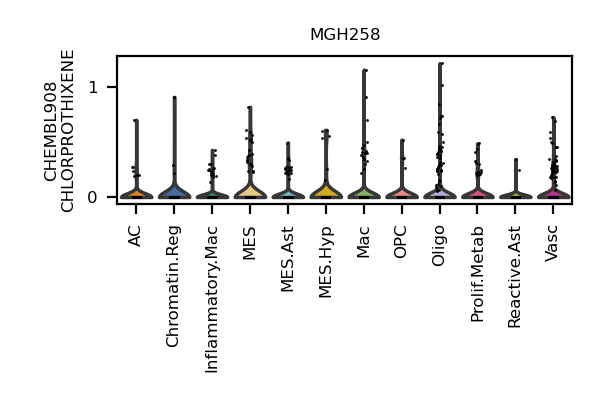 MGH258
CHEMBL908
CHLORPROTHIXENE
1
0
AC
Chromatin.Reg
Inflammatory.Mac
MES
MES.Ast
MES.Hyp
Mac
OPC
Oligo
Prolif.Metab
Reactive.Ast
Vasc